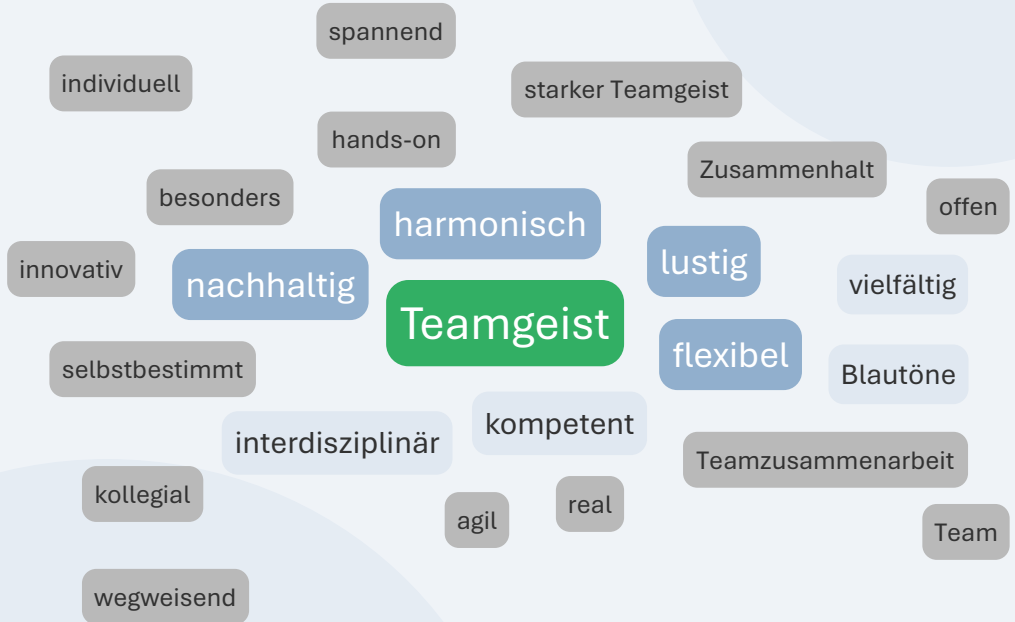 spannend
individuell
starker Teamgeist
hands-on
Zusammenhalt
besonders
offen
harmonisch
lustig
innovativ
nachhaltig
vielfältig
Teamgeist
flexibel
selbstbestimmt
Blautöne
kompetent
interdisziplinär
Teamzusammenarbeit
kollegial
real
agil
Team
wegweisend